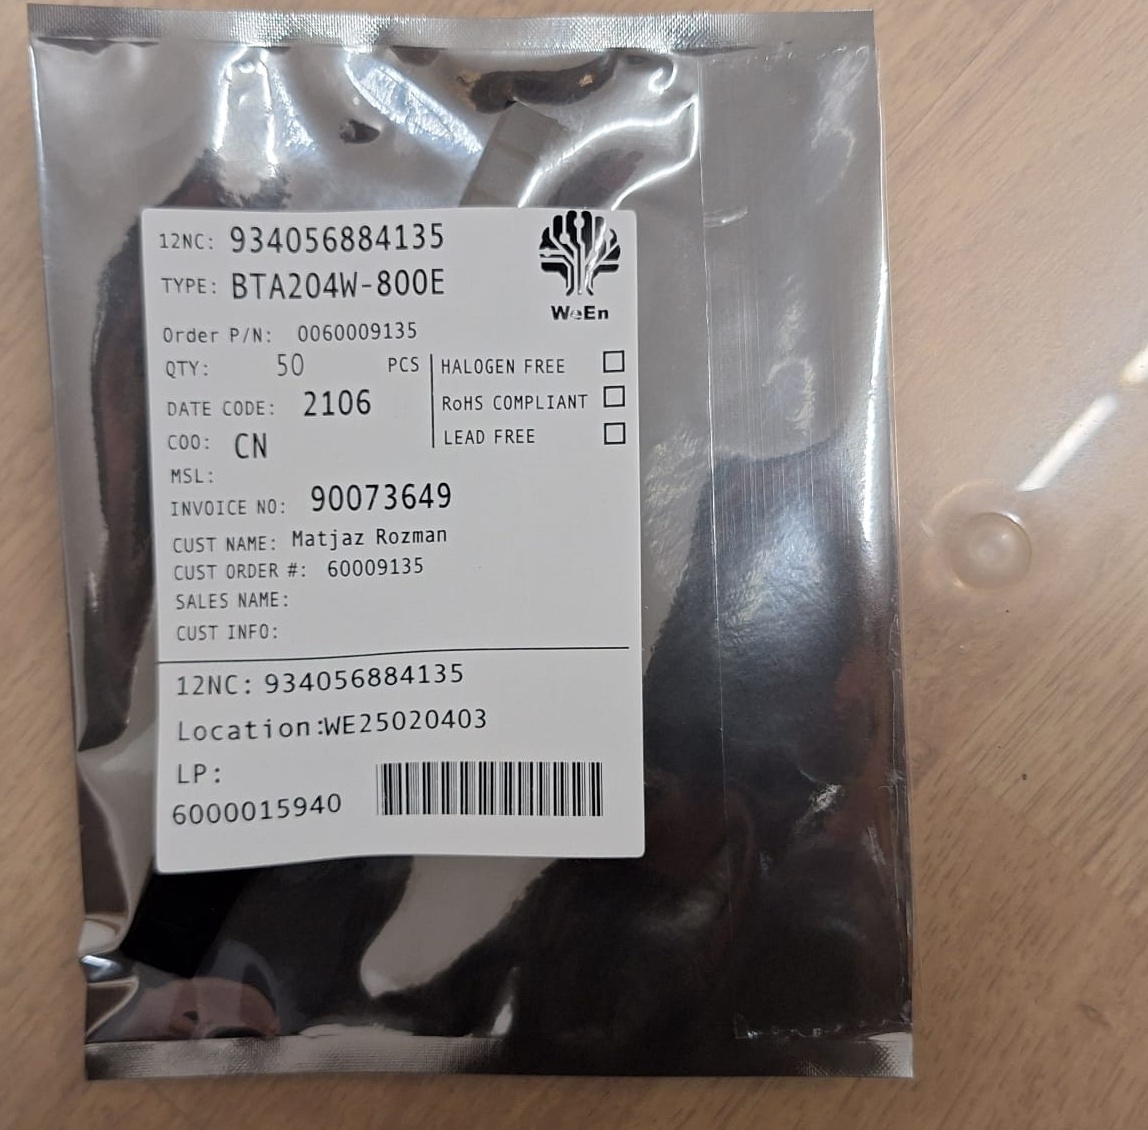 12NC: 934056884135
TYPE: BTA204W-800E
WeEn
Order P/N: 0060009135
QTY: 50 PCS
HALOGEN FREE
DATE CODE: 2106
RoHS COMPLIANT
COO: CN
LEAD FREE
MSL:
INVOICE NO: 90073649
CUST NAME: Matjaz Rozman
CUST ORDER #: 60009135
SALES NAME:
CUST INFO:
12NC: 934056884135
Location:WE25020403
LP:
6000015940